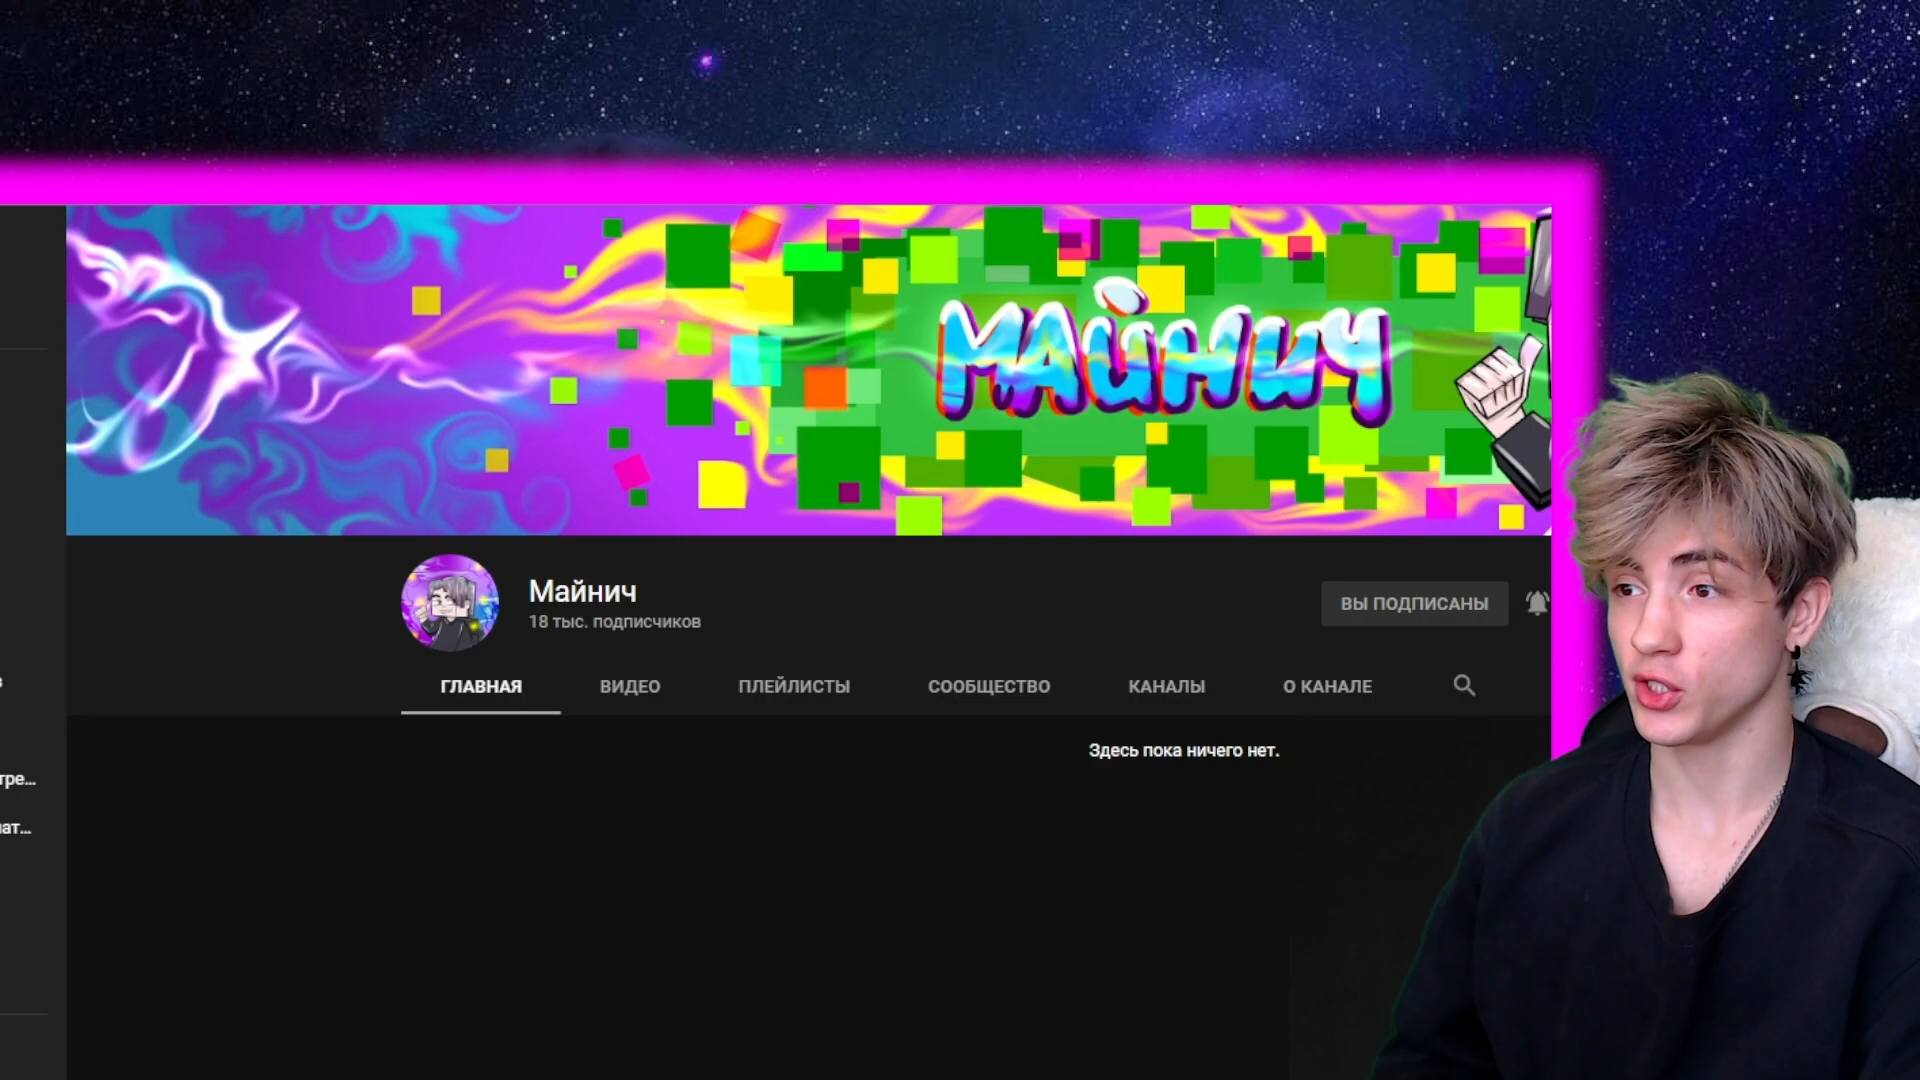 МАЙНИЧ
Майнич
18 тыс. подписчиков
ВЫ ПОДПИСАНЫ
ГЛАВНАЯ
ВИДЕО
ПЛЕЙЛИСТЫ
СООБЩЕСТВО
КАНАЛЫ
О КАНАЛЕ
Здесь пока ничего нет.